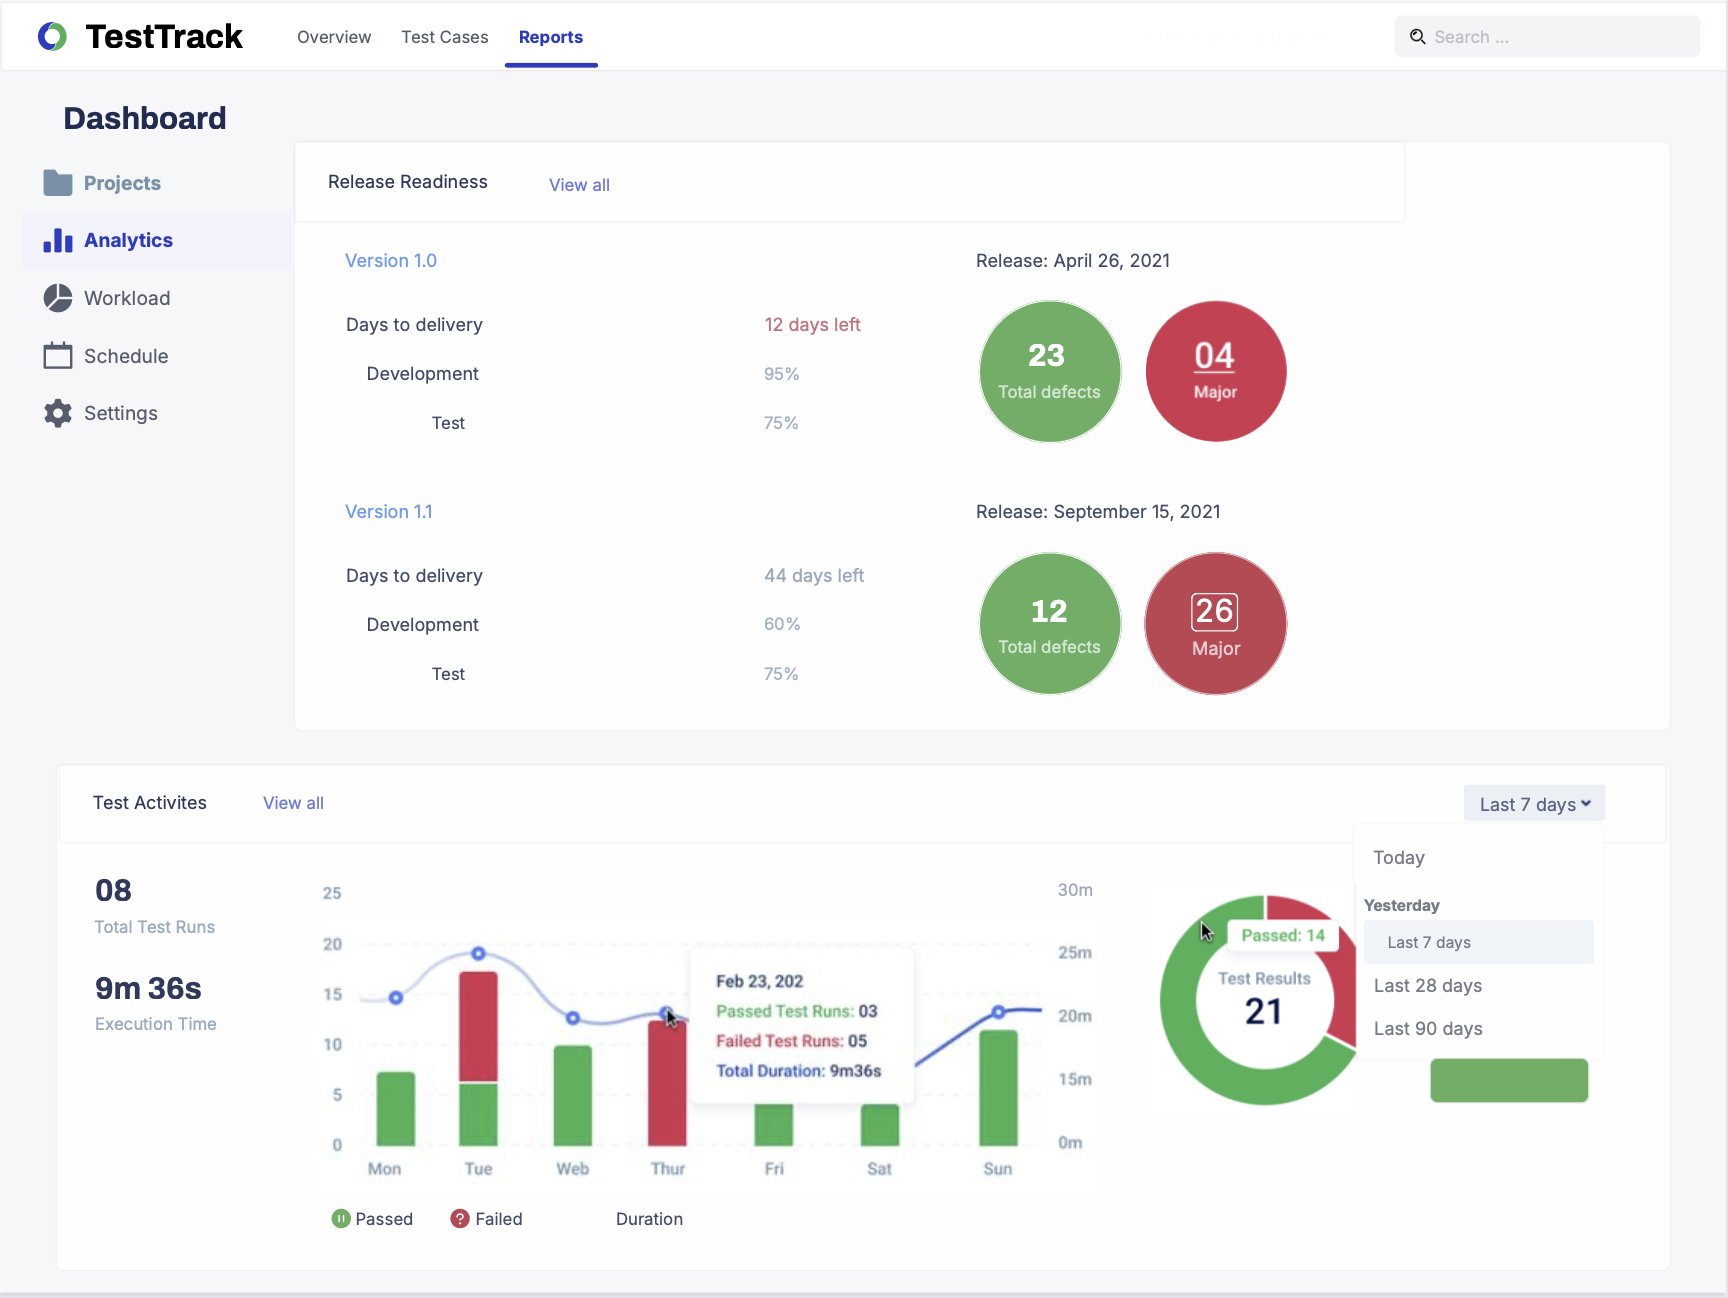 TestTrack
Overview
Test Cases
Reports
Search ...
Dashboard
Projects
Analytics
Workload
Schedule
Settings
Release Readiness
View all
Version 1.0
Release: April 26, 2021
Days to delivery
12 days left
Development
95%
Test
75%
23
Total defects
04
Major
Version 1.1
Release: September 15, 2021
Days to delivery
44 days left
Development
60%
Test
75%
12
Total defects
26
Major
Test Activites
View all
Last 7 days
Today
Yesterday
Last 7 days
Last 28 days
Last 90 days
08
Total Test Runs
9m 36s
Execution Time
25
20
15
10
5
0
30m
25m
20m
15m
0m
Feb 23, 202
Passed Test Runs: 03
Failed Test Runs: 05
Total Duration: 9m36s
Mon
Tue
Web
Thur
Fri
Sat
Sun
Passed
? Failed
Duration
Passed: 14
Test Results
21